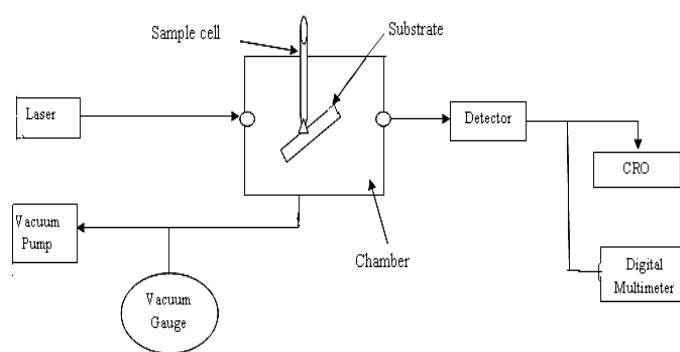 Sample cell
Substrate
Laser
Detector
CRO
Vacuum
Pump
Chamber
Digital
Multimeter
Vacuum
Gauge